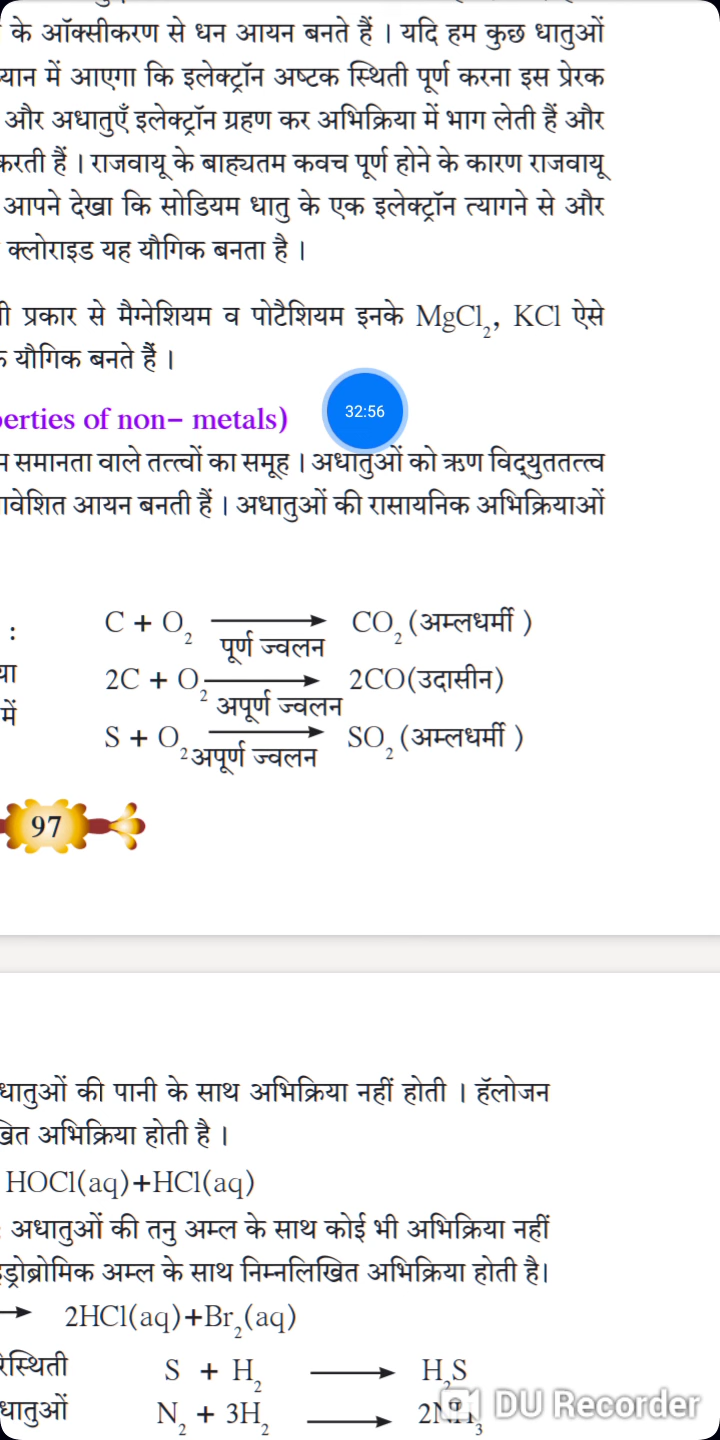 के ऑक्सीकरण से धन आयन बनते हैं । यदि हम कुछ धातुओं
यान में आएगा कि इलेक्ट्रॉन अष्टक स्थिती पूर्ण करना इस प्रेरक
और अधातुएँ इलेक्ट्रॉन ग्रहण कर अभिक्रिया में भाग लेती हैं और
करती हैं । राजवायू के बाह्यतम कवच पूर्ण होने के कारण राजवायू
आपने देखा कि सोडियम धातु के एक इलेक्ट्रॉन त्यागने से और
क्लोराइड यह यौगिक बनता है ।
ी प्रकार से मैग्नेशियम व पोटैशियम इनके MgCl₂, KCl ऐसे
यौगिक बनते हैं ।
erties of non– metals)
32:56
समानता वाले तत्त्वों का समूह । अधातुओं को ऋण विद्युततत्त्व
ावेशित आयन बनती हैं । अधातुओं की रासायनिक अभिक्रियाओं
: C + O₂ ⟶ CO₂ (अम्लधर्मी )
पूर्ण ज्वलन
या 2C + O₂ ⟶ 2CO(उदासीन)
में अपूर्ण ज्वलन
S + O₂ ⟶ SO₂ (अम्लधर्मी )
अपूर्ण ज्वलन
97
धातुओं की पानी के साथ अभिक्रिया नहीं होती । हॅलोजन
खित अभिक्रिया होती है ।
HOCl(aq)+HCl(aq)
: अधातुओं की तनु अम्ल के साथ कोई भी अभिक्रिया नहीं
इड्रोब्रोमिक अम्ल के साथ निम्नलिखित अभिक्रिया होती है।
⟶ 2HCl(aq)+Br₂(aq)
रिस्थिती S + H₂ ⟶ H₂S
धातुओं N₂ + 3H₂ ⟶ 2NH₃
DU Recorder